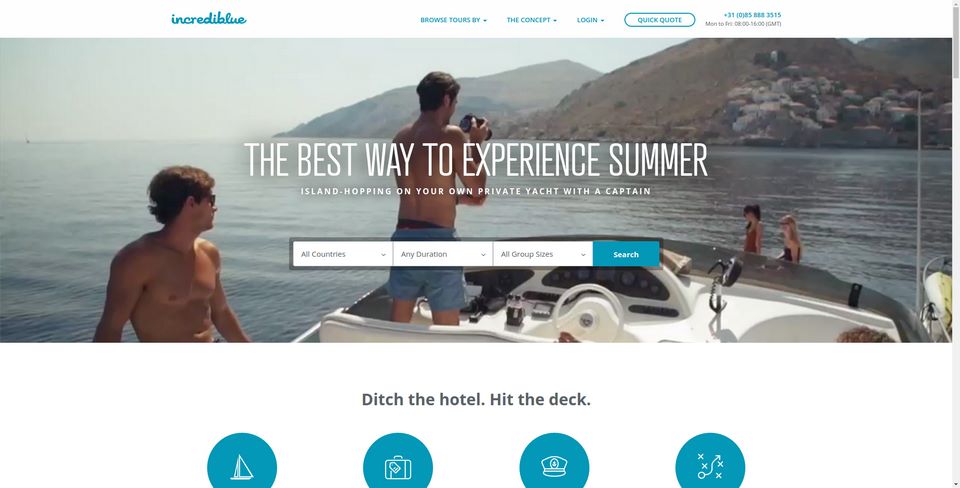 incrediblue
BROWSE TOURS BY
THE CONCEPT
LOGIN
QUICK QUOTE
+31 (0)85 888 3515
Mon to Fri: 08:00-16:00 (GMT)
THE BEST WAY TO EXPERIENCE SUMMER
ISLAND-HOPPING ON YOUR OWN PRIVATE YACHT WITH A CAPTAIN
All Countries
Any Duration
All Group Sizes
Search
Ditch the hotel. Hit the deck.